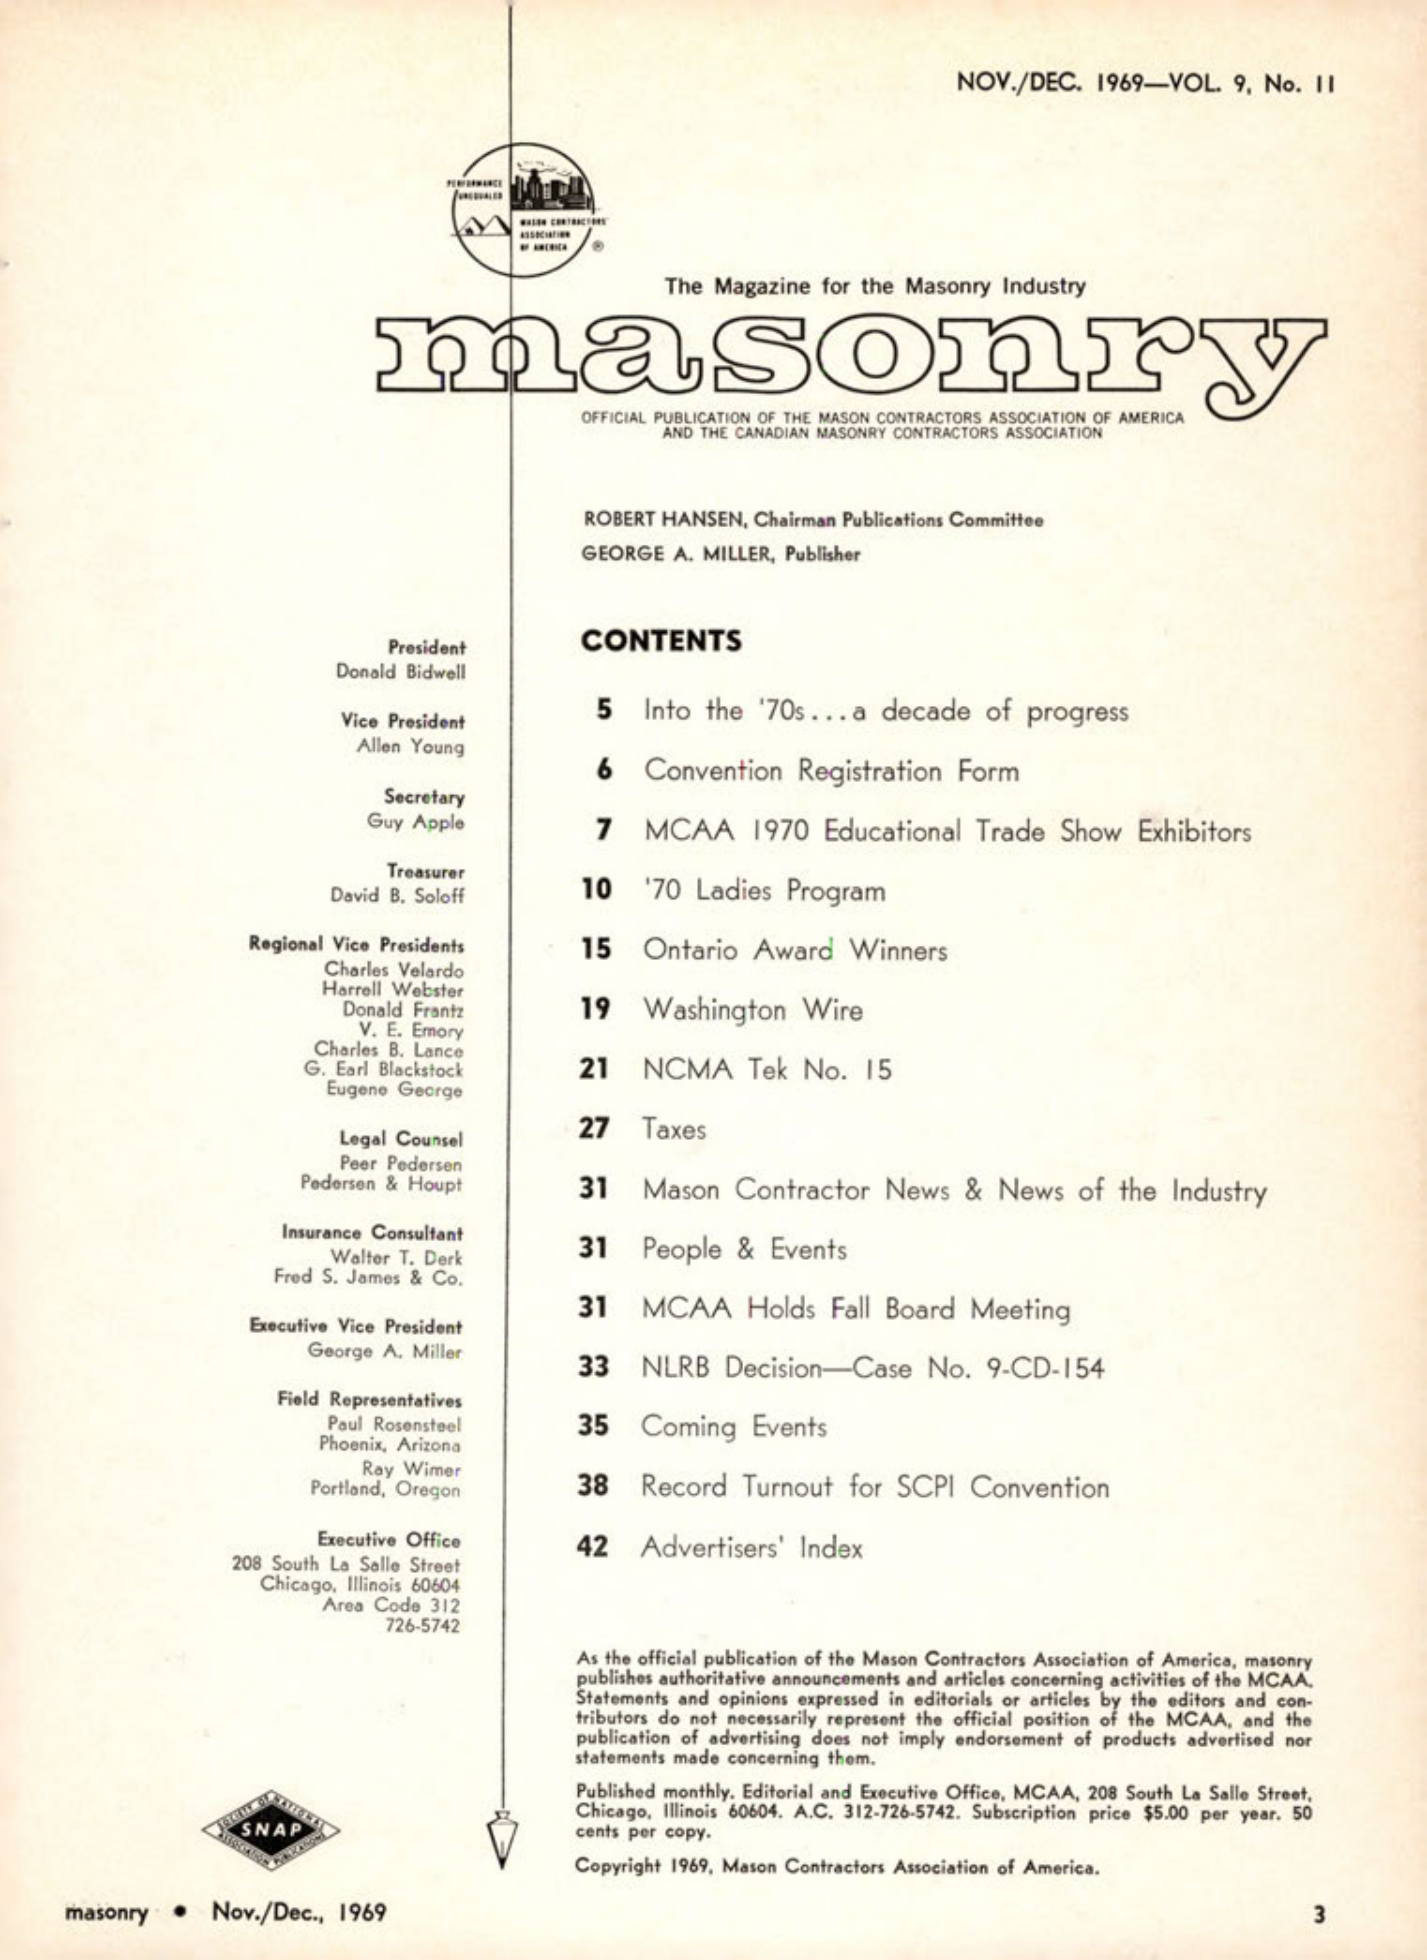 NOV./DEC. 1969—VOL. 9, No. 11
PERFORMANCE
UNEQUALED
MASON CONTRACTORS'
ASSOCIATION
OF AMERICA
®
The Magazine for the Masonry Industry
masonry
OFFICIAL PUBLICATION OF THE MASON CONTRACTORS ASSOCIATION OF AMERICA
AND THE CANADIAN MASONRY CONTRACTORS ASSOCIATION
ROBERT HANSEN, Chairman Publications Committee
GEORGE A. MILLER, Publisher
President
Donald Bidwell
Vice President
Allen Young
Secretary
Guy Apple
Treasurer
David B. Soloff
Regional Vice Presidents
Charles Velardo
Harrell Webster
Donald Frantz
V. E. Emory
Charles B. Lance
G. Earl Blackstock
Eugene George
Legal Counsel
Peer Pedersen
Pedersen & Houpt
Insurance Consultant
Walter T. Derk
Fred S. James & Co.
Executive Vice President
George A. Miller
Field Representatives
Paul Rosensteel
Phoenix, Arizona
Ray Wimer
Portland, Oregon
Executive Office
208 South La Salle Street
Chicago, Illinois 60604
Area Code 312
726-5742
CONTENTS
5 Into the '70s...a decade of progress
6 Convention Registration Form
7 MCAA 1970 Educational Trade Show Exhibitors
10 '70 Ladies Program
15 Ontario Award Winners
19 Washington Wire
21 NCMA Tek No. 15
27 Taxes
31 Mason Contractor News & News of the Industry
31 People & Events
31 MCAA Holds Fall Board Meeting
33 NLRB Decision—Case No. 9-CD-154
35 Coming Events
38 Record Turnout for SCPI Convention
42 Advertisers' Index
As the official publication of the Mason Contractors Association of America, masonry
publishes authoritative announcements and articles concerning activities of the MCAA.
Statements and opinions expressed in editorials or articles by the editors and con-
tributors do not necessarily represent the official position of the MCAA, and the
publication of advertising does not imply endorsement of products advertised nor
statements made concerning them.
Published monthly. Editorial and Executive Office, MCAA, 208 South La Salle Street,
Chicago, Illinois 60604. A.C. 312-726-5742. Subscription price $5.00 per year. 50
cents per copy.
Copyright 1969, Mason Contractors Association of America.
SOCIETY OF NATIONAL
SNAP
ASSOCIATION PUBLICATIONS
masonry • Nov./Dec., 1969
3